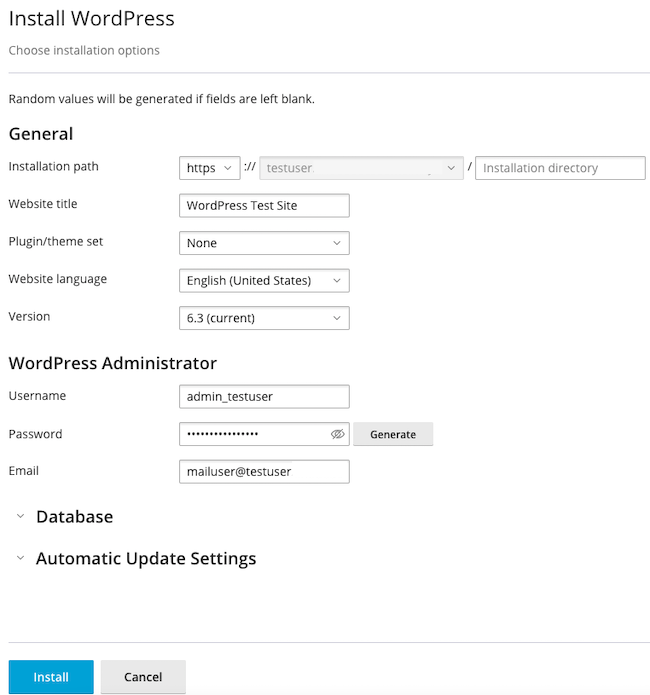 Install WordPress
Choose installation options
Random values will be generated if fields are left blank.
General
Installation path https :// testuser / Installation directory
Website title WordPress Test Site
Plugin/theme set None
Website language English (United States)
Version 6.3 (current)
WordPress Administrator
Username admin_testuser
Password •••••••••••••••• Generate
Email mailuser@testuser
Database
Automatic Update Settings
Install Cancel